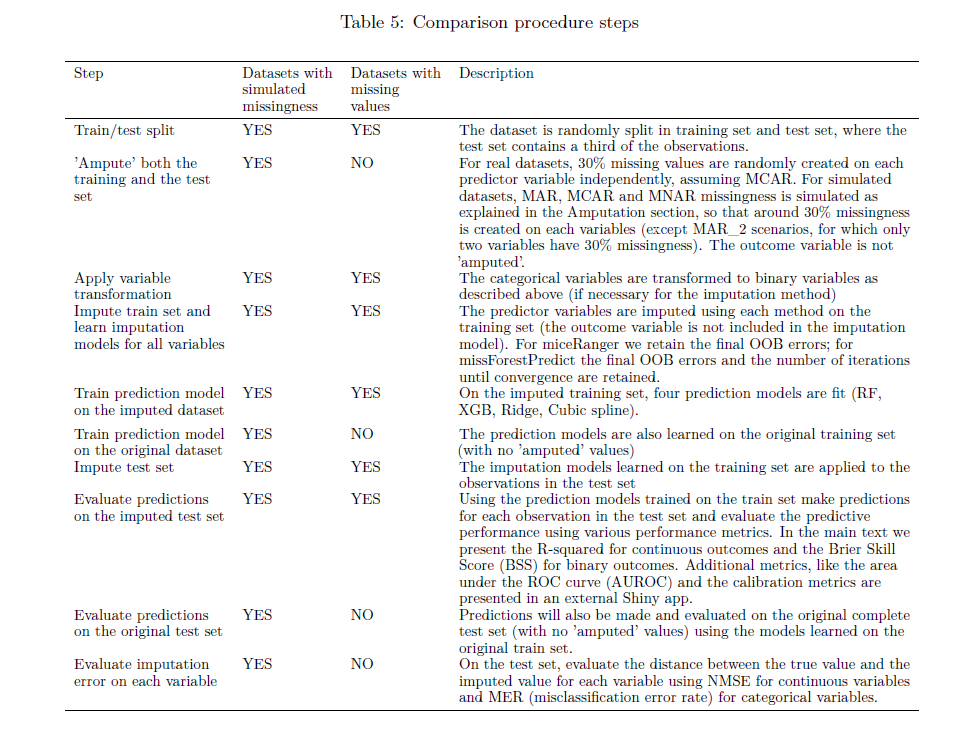 Table 5: Comparison procedure steps
Step
Datasets with
simulated
missingness
Datasets with
missing
values
Description
Train/test split
YES
YES
The dataset is randomly split in training set and test set, where the
test set contains a third of the observations.
'Ampute' both the
training and the test
set
YES
NO
For real datasets, 30% missing values are randomly created on each
predictor variable independently, assuming MCAR. For simulated
datasets, MAR, MCAR and MNAR missingness is simulated as
explained in the Amputation section, so that around 30% missingness
is created on each variables (except MAR_2 scenarios, for which only
two variables have 30% missingness). The outcome variable is not
'amputed'.
Apply variable
transformation
YES
YES
The categorical variables are transformed to binary variables as
described above (if necessary for the imputation method)
Impute train set and
learn imputation
models for all variables
YES
YES
The predictor variables are imputed using each method on the
training set (the outcome variable is not included in the imputation
model). For miceRanger we retain the final OOB errors; for
missForestPredict the final OOB errors and the number of iterations
until convergence are retained.
Train prediction model
on the imputed dataset
YES
YES
On the imputed training set, four prediction models are fit (RF,
XGB, Ridge, Cubic spline).
Train prediction model
on the original dataset
YES
NO
The prediction models are also learned on the original training set
(with no 'amputed' values)
Impute test set
YES
YES
The imputation models learned on the training set are applied to the
observations in the test set
Evaluate predictions
on the imputed test set
YES
YES
Using the prediction models trained on the train set make predictions
for each observation in the test set and evaluate the predictive
performance using various performance metrics. In the main text we
present the R-squared for continuous outcomes and the Brier Skill
Score (BSS) for binary outcomes. Additional metrics, like the area
under the ROC curve (AUROC) and the calibration metrics are
presented in an external Shiny app.
Evaluate predictions
on the original test set
YES
NO
Predictions will also be made and evaluated on the original complete
test set (with no 'amputed' values) using the models learned on the
original train set.
Evaluate imputation
error on each variable
YES
NO
On the test set, evaluate the distance between the true value and the
imputed value for each variable using NMSE for continuous variables
and MER (misclassification error rate) for categorical variables.